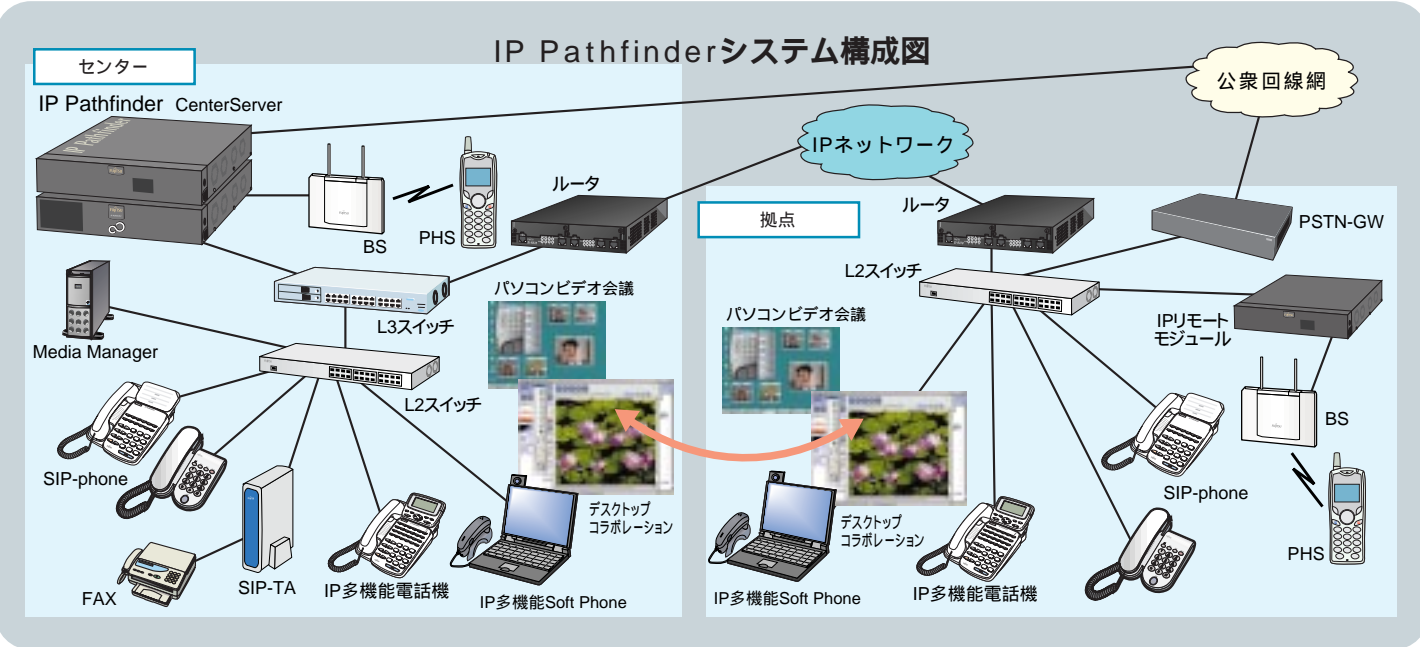 IP Pathfinderシステム構成図
センター
IP Pathfinder CenterServer
IP Pathfinder
BS
PHS
ルータ
L3スイッチ
Media Manager
L2スイッチ
パソコンビデオ会議
SIP-phone
デスクトップ
コラボレーション
FAX
SIP-TA
IP多機能電話機
IP多機能Soft Phone
公衆回線網
IPネットワーク
拠点
ルータ
PSTN-GW
L2スイッチ
パソコンビデオ会議
IPリモート
モジュール
BS
SIP-phone
デスクトップ
コラボレーション
PHS
IP多機能Soft Phone
IP多機能電話機